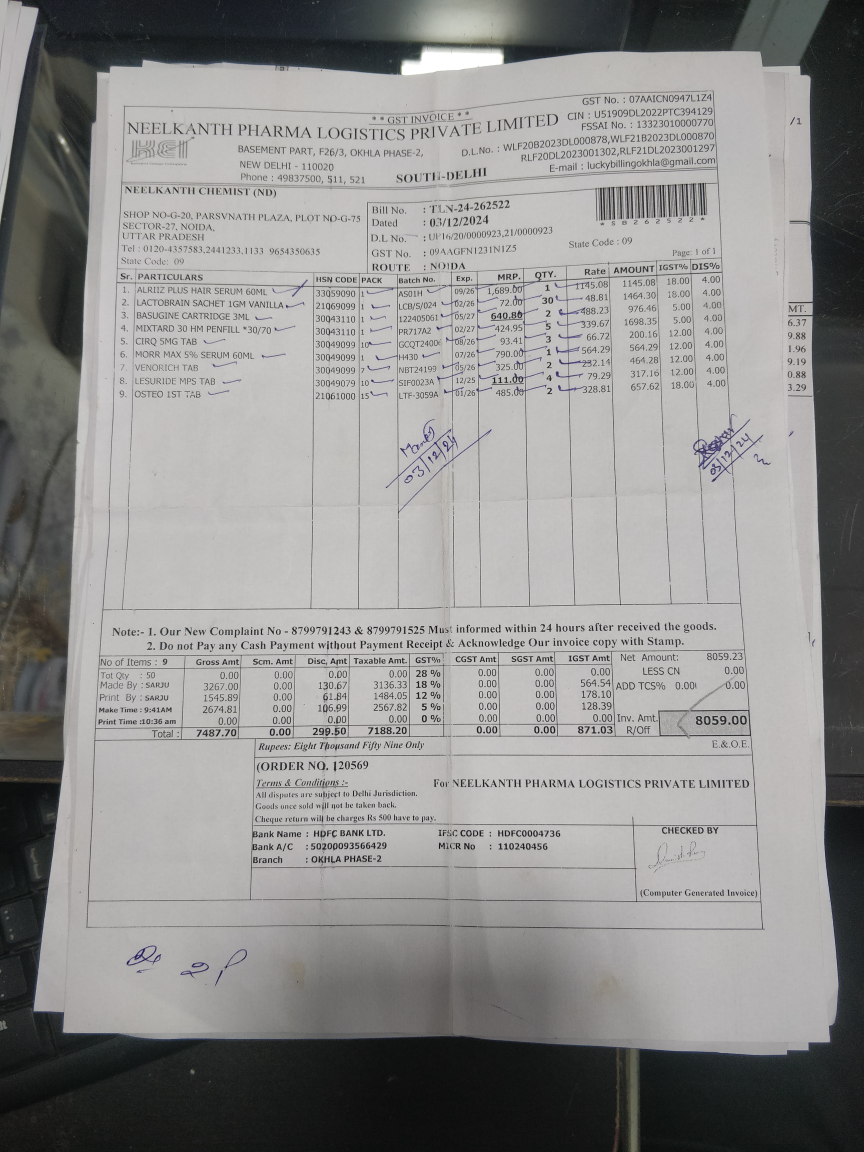 ** GST INVOICE **
GST No. : 07AAICN0947L1Z4
NEELKANTH PHARMA LOGISTICS PRIVATE LIMITED
CIN : U51909DL2022PTC394129
FSSAI No. : 13323010000770
BASEMENT PART, F26/3, OKHLA PHASE-2,
D.L.No. : WLF20B2023DL000878,WLF21B2023DL000870
RLF20DL2023001302,RLF21DL2023001297
NEW DELHI - 110020
E-mail : luckybillingokhla@gmail.com
Phone : 49837500, 511, 521
SOUTH-DELHI
NEELKANTH CHEMIST (ND)
SHOP NO-G-20, PARSVNATH PLAZA, PLOT NO-G-75
SECTOR-27, NOIDA,
UTTAR PRADESH
Tel : 0120-4357583,2441233,1133 9654350635
State Code: 09
Bill No. : TLN-24-262522
Dated : 03/12/2024
D.L No. : UP16/20/0000923,21/0000923
GST No. : 09AAGFN1231N1Z5
State Code : 09
ROUTE : NOIDA
*SB262522*
Page: 1 of 1
Sr. PARTICULARS HSN CODE PACK Batch No. Exp. MRP. QTY. Rate AMOUNT IGST% DIS%
1. ALRIIZ PLUS HAIR SERUM 60ML 33059090 1 AS01H 09/26 1,689.00 1 1145.08 1145.08 18.00 4.00
2. LACTOBRAIN SACHET 1GM VANILLA 21069099 1 LCB/S/024 02/26 72.00 30 48.81 1464.30 18.00 4.00
3. BASUGINE CARTRIDGE 3ML 30043110 1 122405061 05/27 640.80 2 488.23 976.46 5.00 4.00
4. MIXTARD 30 HM PENFILL *30/70 30043110 1 PR717A2 02/27 424.95 5 339.67 1698.35 5.00 4.00
5. CIRQ 5MG TAB 30049099 10 GCQT2400 08/26 93.41 3 66.72 200.16 12.00 4.00
6. MORR MAX 5% SERUM 60ML 30049099 1 H430 07/26 790.00 1 564.29 564.29 12.00 4.00
7. VENORICH TAB 30049099 7 NBT24199 05/26 325.00 2 232.14 464.28 12.00 4.00
8. LESURIDE MPS TAB 30049079 10 SIF0023A 12/25 111.00 4 79.29 317.16 12.00 4.00
9. OSTEO 1ST TAB 21061000 15 LTF-3059A 01/26 485.00 2 328.81 657.62 18.00 4.00
03/12/24
03/12/24
Note:- 1. Our New Complaint No - 8799791243 & 8799791525 Must informed within 24 hours after received the goods.
2. Do not Pay any Cash Payment without Payment Receipt & Acknowledge Our invoice copy with Stamp.
No of Items : 9 Gross Amt Scm. Amt Disc. Amt Taxable Amt. GST% CGST Amt SGST Amt IGST Amt Net Amount: 8059.23
Tot Qty : 50 0.00 0.00 0.00 0.00 28 % 0.00 0.00 0.00 LESS CN 0.00
Made By : SARJU 3267.00 0.00 130.67 3136.33 18 % 0.00 0.00 564.54 ADD TCS% 0.00 0.00
Print By : SARJU 1545.89 0.00 61.84 1484.05 12 % 0.00 0.00 178.10
Make Time : 9:41AM 2674.81 0.00 106.99 2567.82 5 % 0.00 0.00 128.39
Print Time :10:36 am 0.00 0.00 0.00 0.00 0 % 0.00 0.00 0.00 Inv. Amt. 8059.00
Total : 7487.70 0.00 299.50 7188.20 0.00 0.00 871.03 R/Off
Rupees: Eight Thousand Fifty Nine Only
E.& O.E.
(ORDER NO. 120569
Terms & Conditions :-
All disputes are subject to Delhi Jurisdiction.
Goods once sold will not be taken back.
Cheque return will be charges Rs 500 have to pay.
For NEELKANTH PHARMA LOGISTICS PRIVATE LIMITED
Bank Name : HDFC BANK LTD. IFSC CODE : HDFC0004736
Bank A/C : 50200093566429 MICR No : 110240456
Branch : OKHLA PHASE-2
CHECKED BY
(Computer Generated Invoice)
/1
MT.
6.37
9.88
1.96
9.19
0.88
3.29